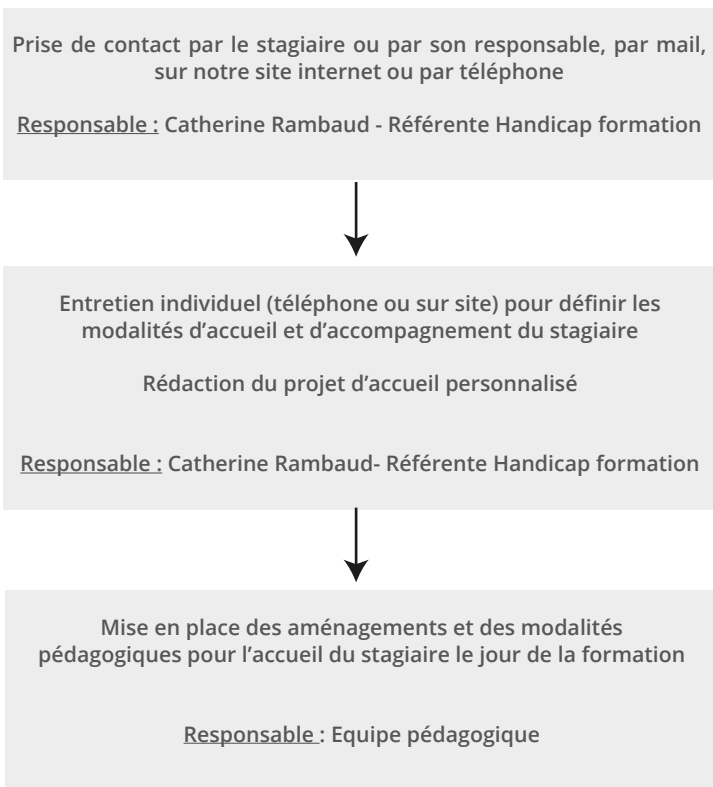 Prise de contact par le stagiaire ou par son responsable, par mail,
sur notre site internet ou par téléphone
Responsable : Catherine Rambaud - Référente Handicap formation
Entretien individuel (téléphone ou sur site) pour définir les
modalités d’accueil et d’accompagnement du stagiaire
Rédaction du projet d’accueil personnalisé
Responsable : Catherine Rambaud- Référente Handicap formation
Mise en place des aménagements et des modalités
pédagogiques pour l’accueil du stagiaire le jour de la formation
Responsable : Equipe pédagogique